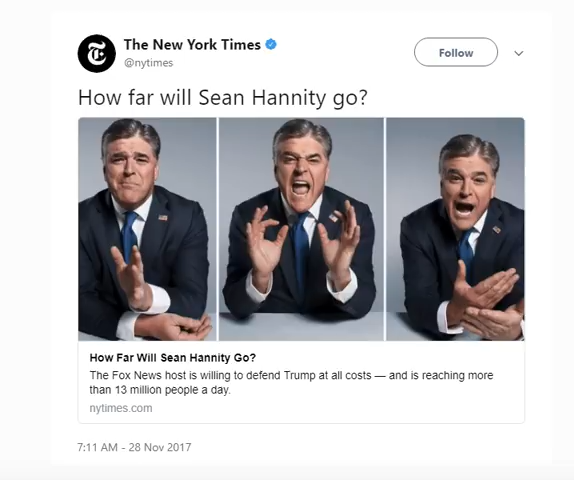 The New York Times
@nytimes
Follow
How far will Sean Hannity go?
How Far Will Sean Hannity Go?
The Fox News host is willing to defend Trump at all costs — and is reaching more
than 13 million people a day.
nytimes.com
7:11 AM - 28 Nov 2017